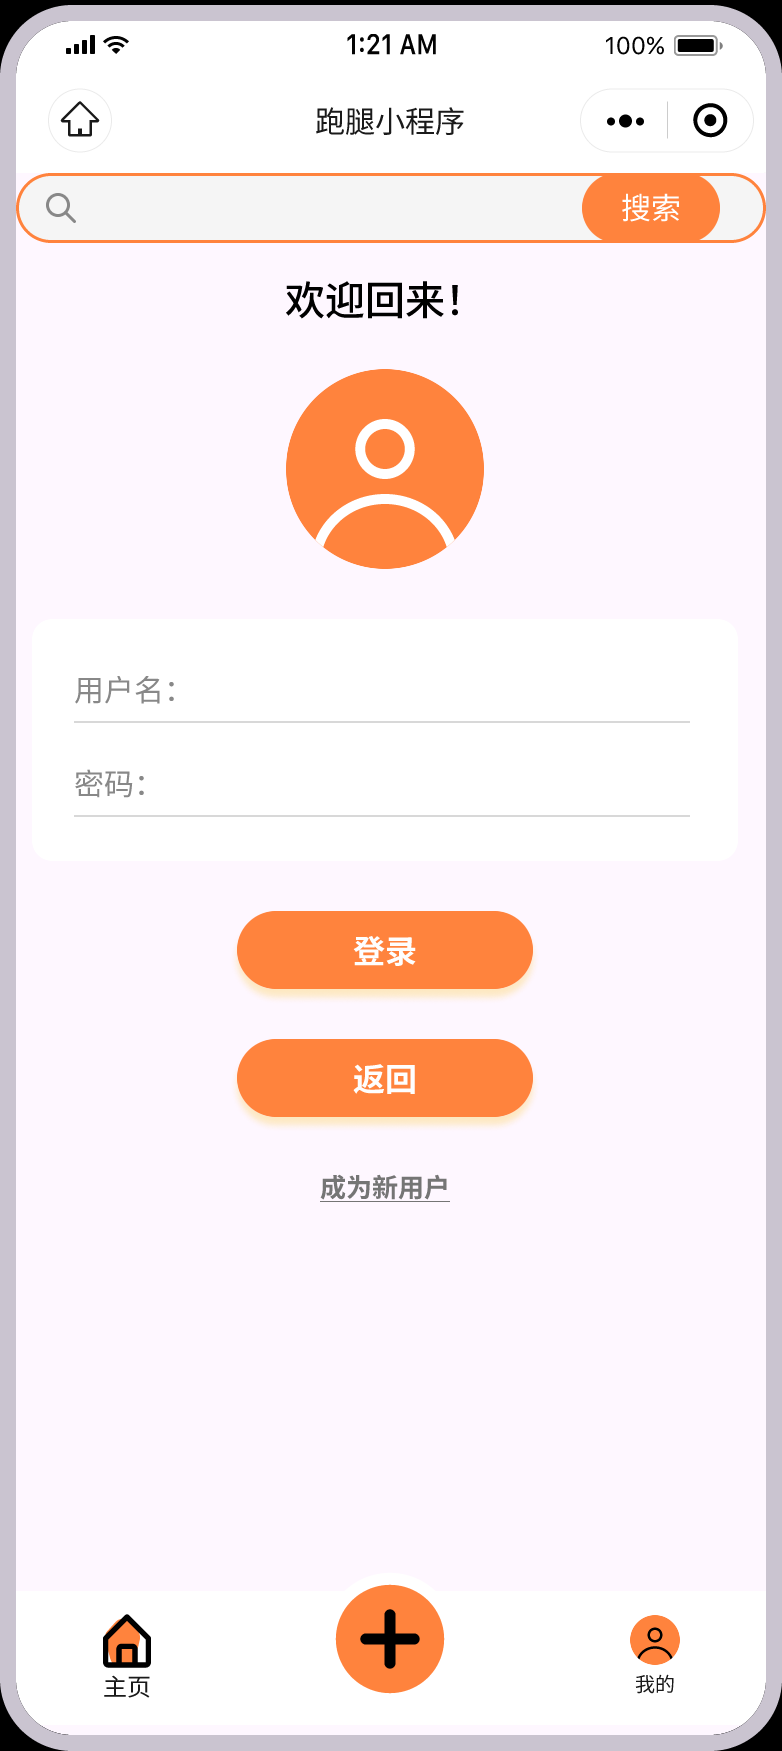 1:21 AM
100%
跑腿小程序
搜索
欢迎回来！
用户名：
密码：
登录
返回
成为新用户
主页
我的